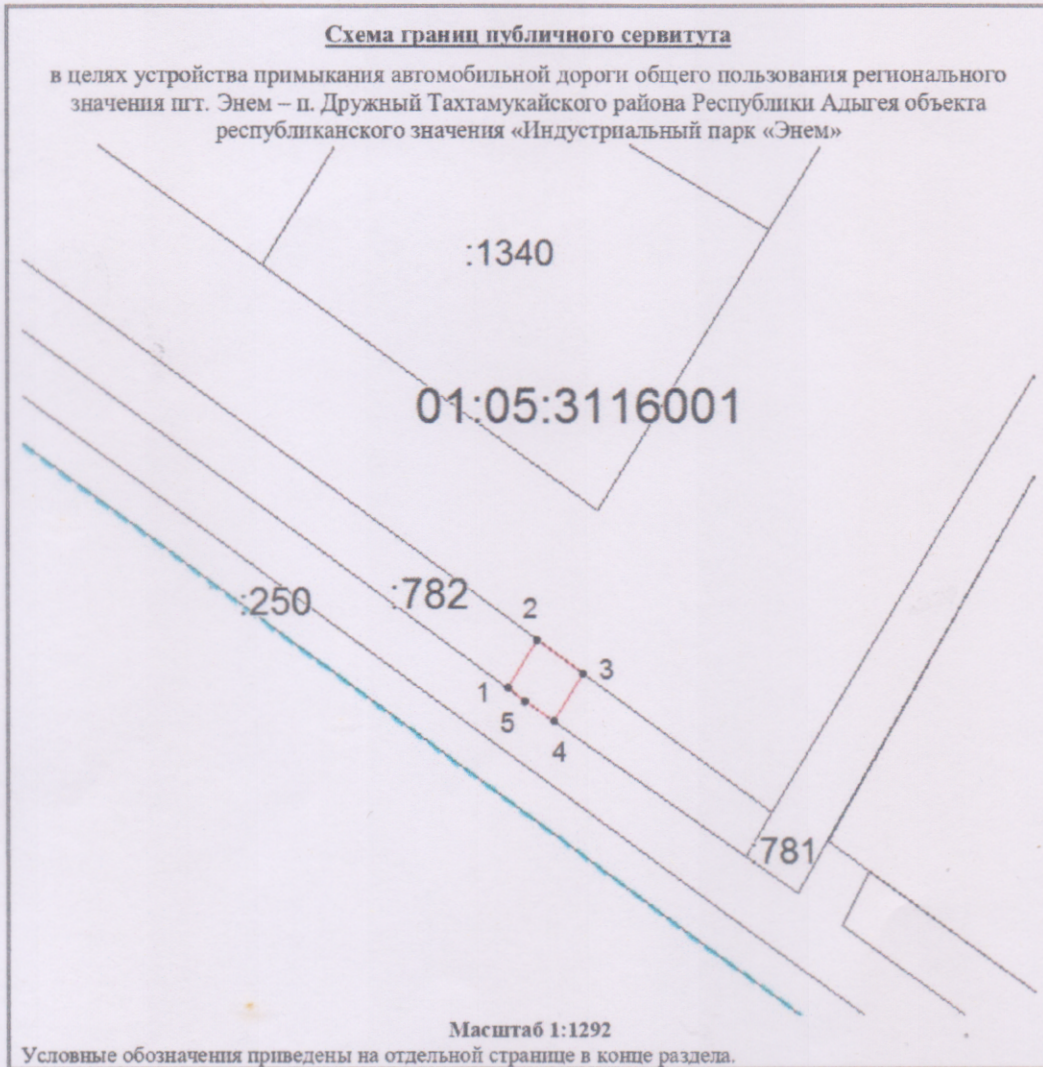 Схема границ публичного сервитута
в целях устройства примыкания автомобильной дороги общего пользования регионального
значения пгт. Энем – п. Дружный Тахтамукайского района Республики Адыгея объекта
республиканского значения «Индустриальный парк «Энем»
:1340
01:05:3116001
:782
:250
2
3
1
5
4
781
Масштаб 1:1292
Условные обозначения приведены на отдельной странице в конце раздела.